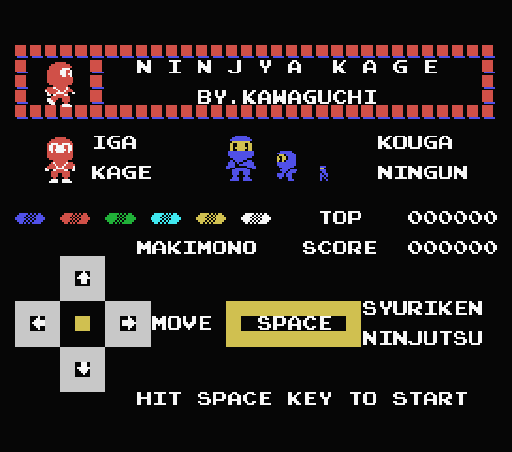 NINJYA KAGE
BY.KAWAGUCHI
IGA KOUGA
KAGE NINGUN
TOP 000000
MAKIMONO SCORE 000000
SYURIKEN
MOVE SPACE
NINJUTSU
HIT SPACE KEY TO START